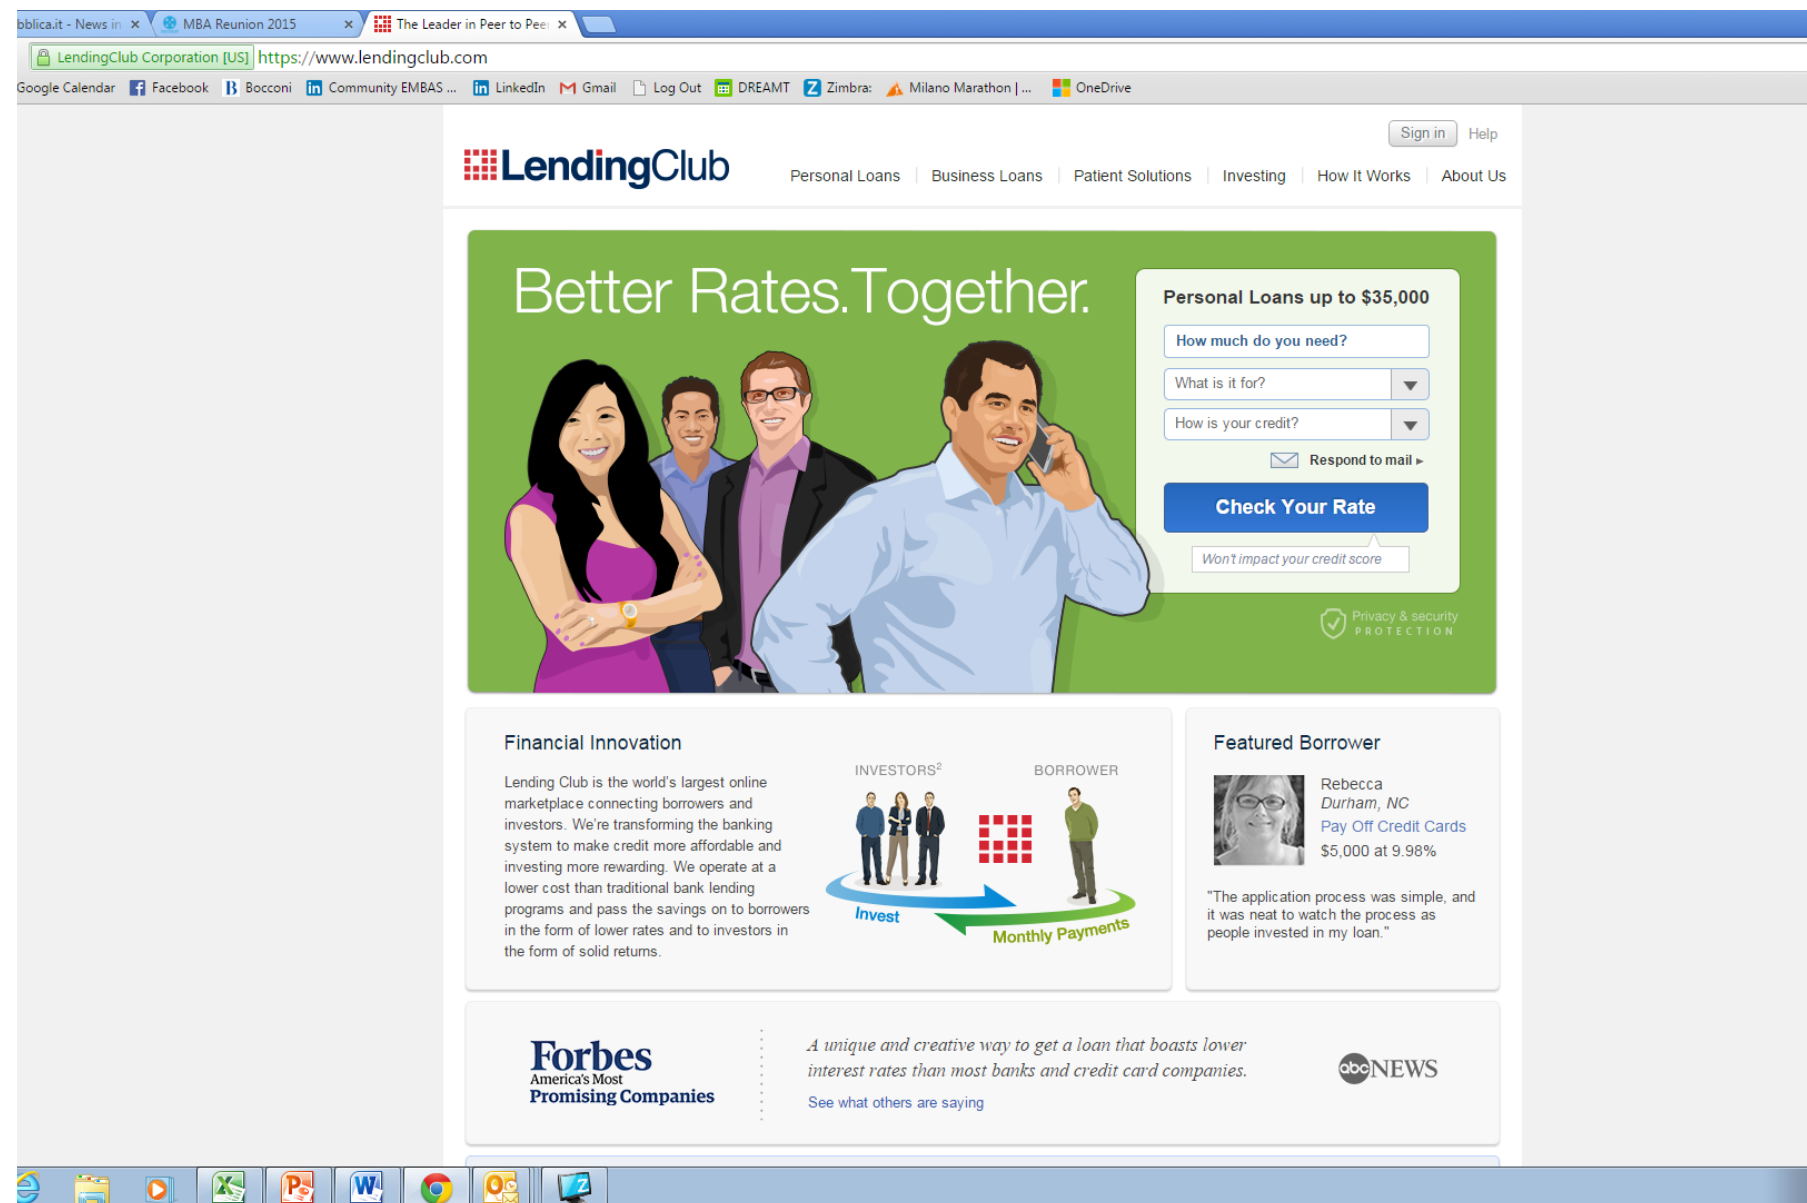 bblica.it - News in
MBA Reunion 2015
The Leader in Peer to Pee
LendingClub Corporation [US] https://www.lendingclub.com
Google Calendar Facebook Bocconi Community EMBAS ... LinkedIn Gmail Log Out DREAMT Zimbra: Milano Marathon | ... OneDrive
Sign in Help
LendingClub
Personal Loans Business Loans Patient Solutions Investing How It Works About Us
Better Rates.Together.
Personal Loans up to $35,000
How much do you need?
What is it for?
How is your credit?
Respond to mail
Check Your Rate
Won't impact your credit score
Privacy & security
PROTECTION
Financial Innovation
Lending Club is the world's largest online
marketplace connecting borrowers and
investors. We're transforming the banking
system to make credit more affordable and
investing more rewarding. We operate at a
lower cost than traditional bank lending
programs and pass the savings on to borrowers
in the form of lower rates and to investors in
the form of solid returns.
INVESTORS² BORROWER
Invest
Monthly Payments
Featured Borrower
Rebecca
Durham, NC
Pay Off Credit Cards
$5,000 at 9.98%
"The application process was simple, and
it was neat to watch the process as
people invested in my loan."
Forbes
America's Most
Promising Companies
A unique and creative way to get a loan that boasts lower
interest rates than most banks and credit card companies.
See what others are saying
abc NEWS